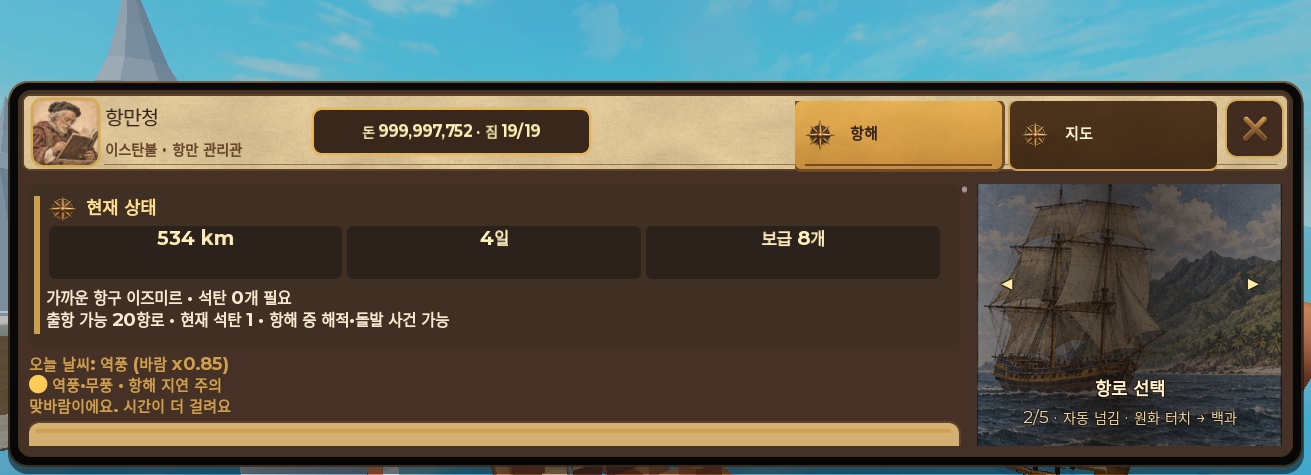 항만청
이스탄불 • 항만 관리관
돈 999,997,752 · 짐 19/19
항해
지도
현재 상태
534 km
4일
보급 8개
가까운 항구 이즈미르 • 석탄 0개 필요
출항 가능 20항로 • 현재 석탄 1 • 항해 중 해적•돌발 사건 가능
오늘 날씨: 역풍 (바람 x0.85)
역풍•무풍 • 항해 지연 주의
맞바람이에요. 시간이 더 걸려요
항로 선택
2/5 · 자동 넘김 · 원화 터치 → 백과